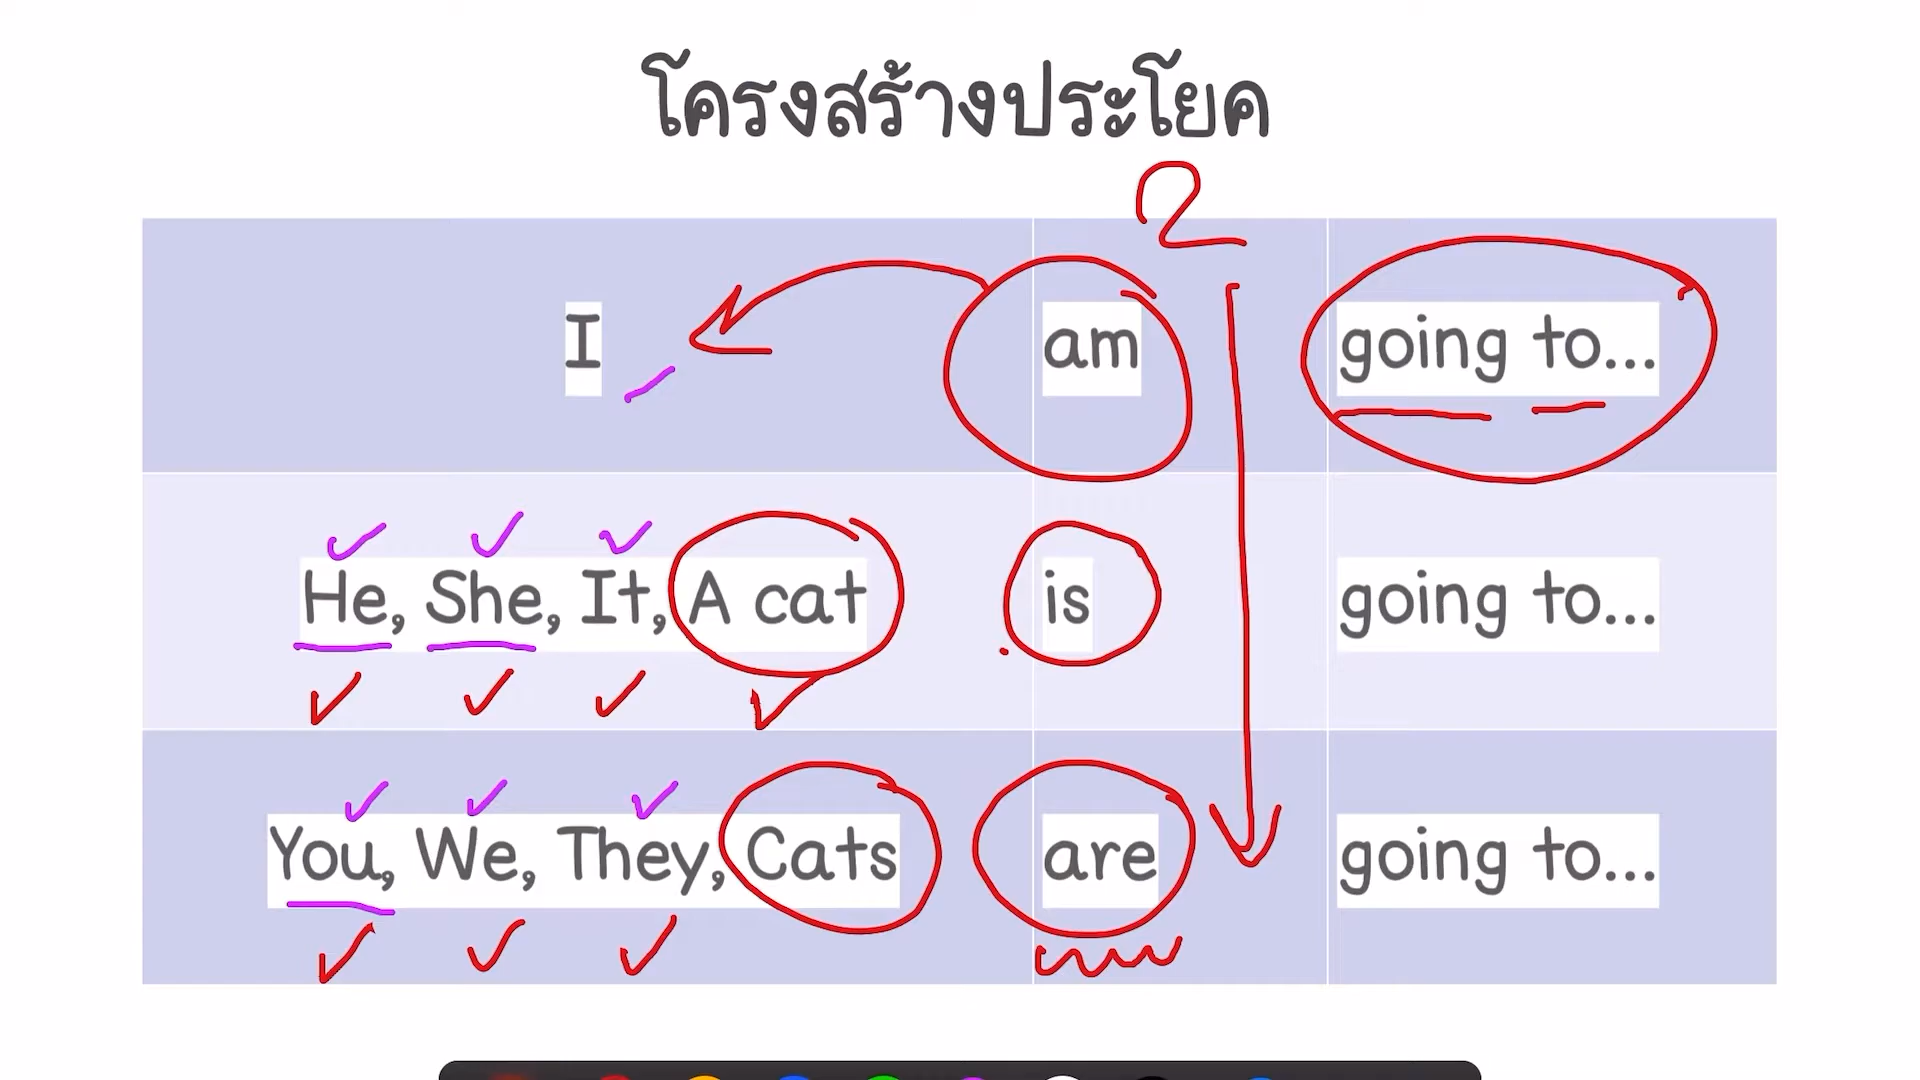 โครงสร้างประโยค
2
I am going to...
He, She, It, A cat is going to...
You, We, They, Cats are going to...